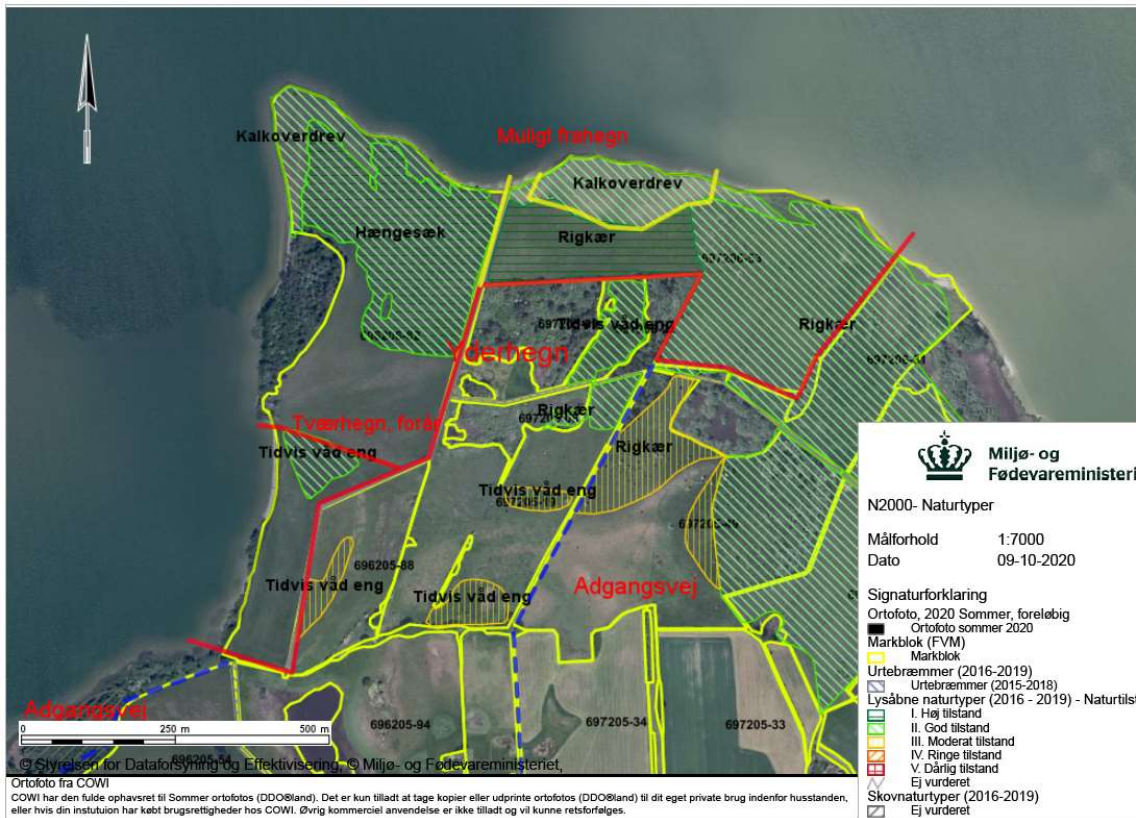 Kalkoverdrev
Muligt frahegn
Kalkoverdrev
Hængesæk
Rigkær
Rigkær
Tidvis våd eng
Yderhegn
Rigkær
Tværhegn, forår
Tidvis våd eng
Rigkær
Tidvis våd eng
696205-88
Tidvis våd eng
Tidvis våd eng
Adgangsvej
Adgangsvej
696205-94
697205-34
697205-33
0 250 m 500 m
© Styrelsen for Dataforsyning og Effektivisering, © Miljø- og Fødevareministeriet,
Miljø- og
Fødevareministeri
N2000- Naturtyper
Målforhold 1:7000
Dato 09-10-2020
Signaturforklaring
Ortofoto, 2020 Sommer, foreløbig
Ortofoto sommer 2020
Markblok (FVM)
Markblok
Urtebræmmer (2016-2019)
Urtebræmmer (2015-2018)
Lysåbne naturtyper (2016 - 2019) - Naturtilst
I. Høj tilstand
II. God tilstand
III. Moderat tilstand
IV. Ringe tilstand
V. Dårlig tilstand
Ej vurderet
Skovnaturtyper (2016-2019)
Ej vurderet
Ortofoto fra COWI
COWI har den fulde ophavsret til Sommer ortofotos (DDO®land). Det er kun tilladt at tage kopier eller udprinte ortofotos (DDO®land) til dit eget private brug indenfor husstanden,
eller hvis din instutuion har købt brugsrettigheder hos COWI. Øvrig kommerciel anvendelse er ikke tilladt og vil kunne retsforfølges.